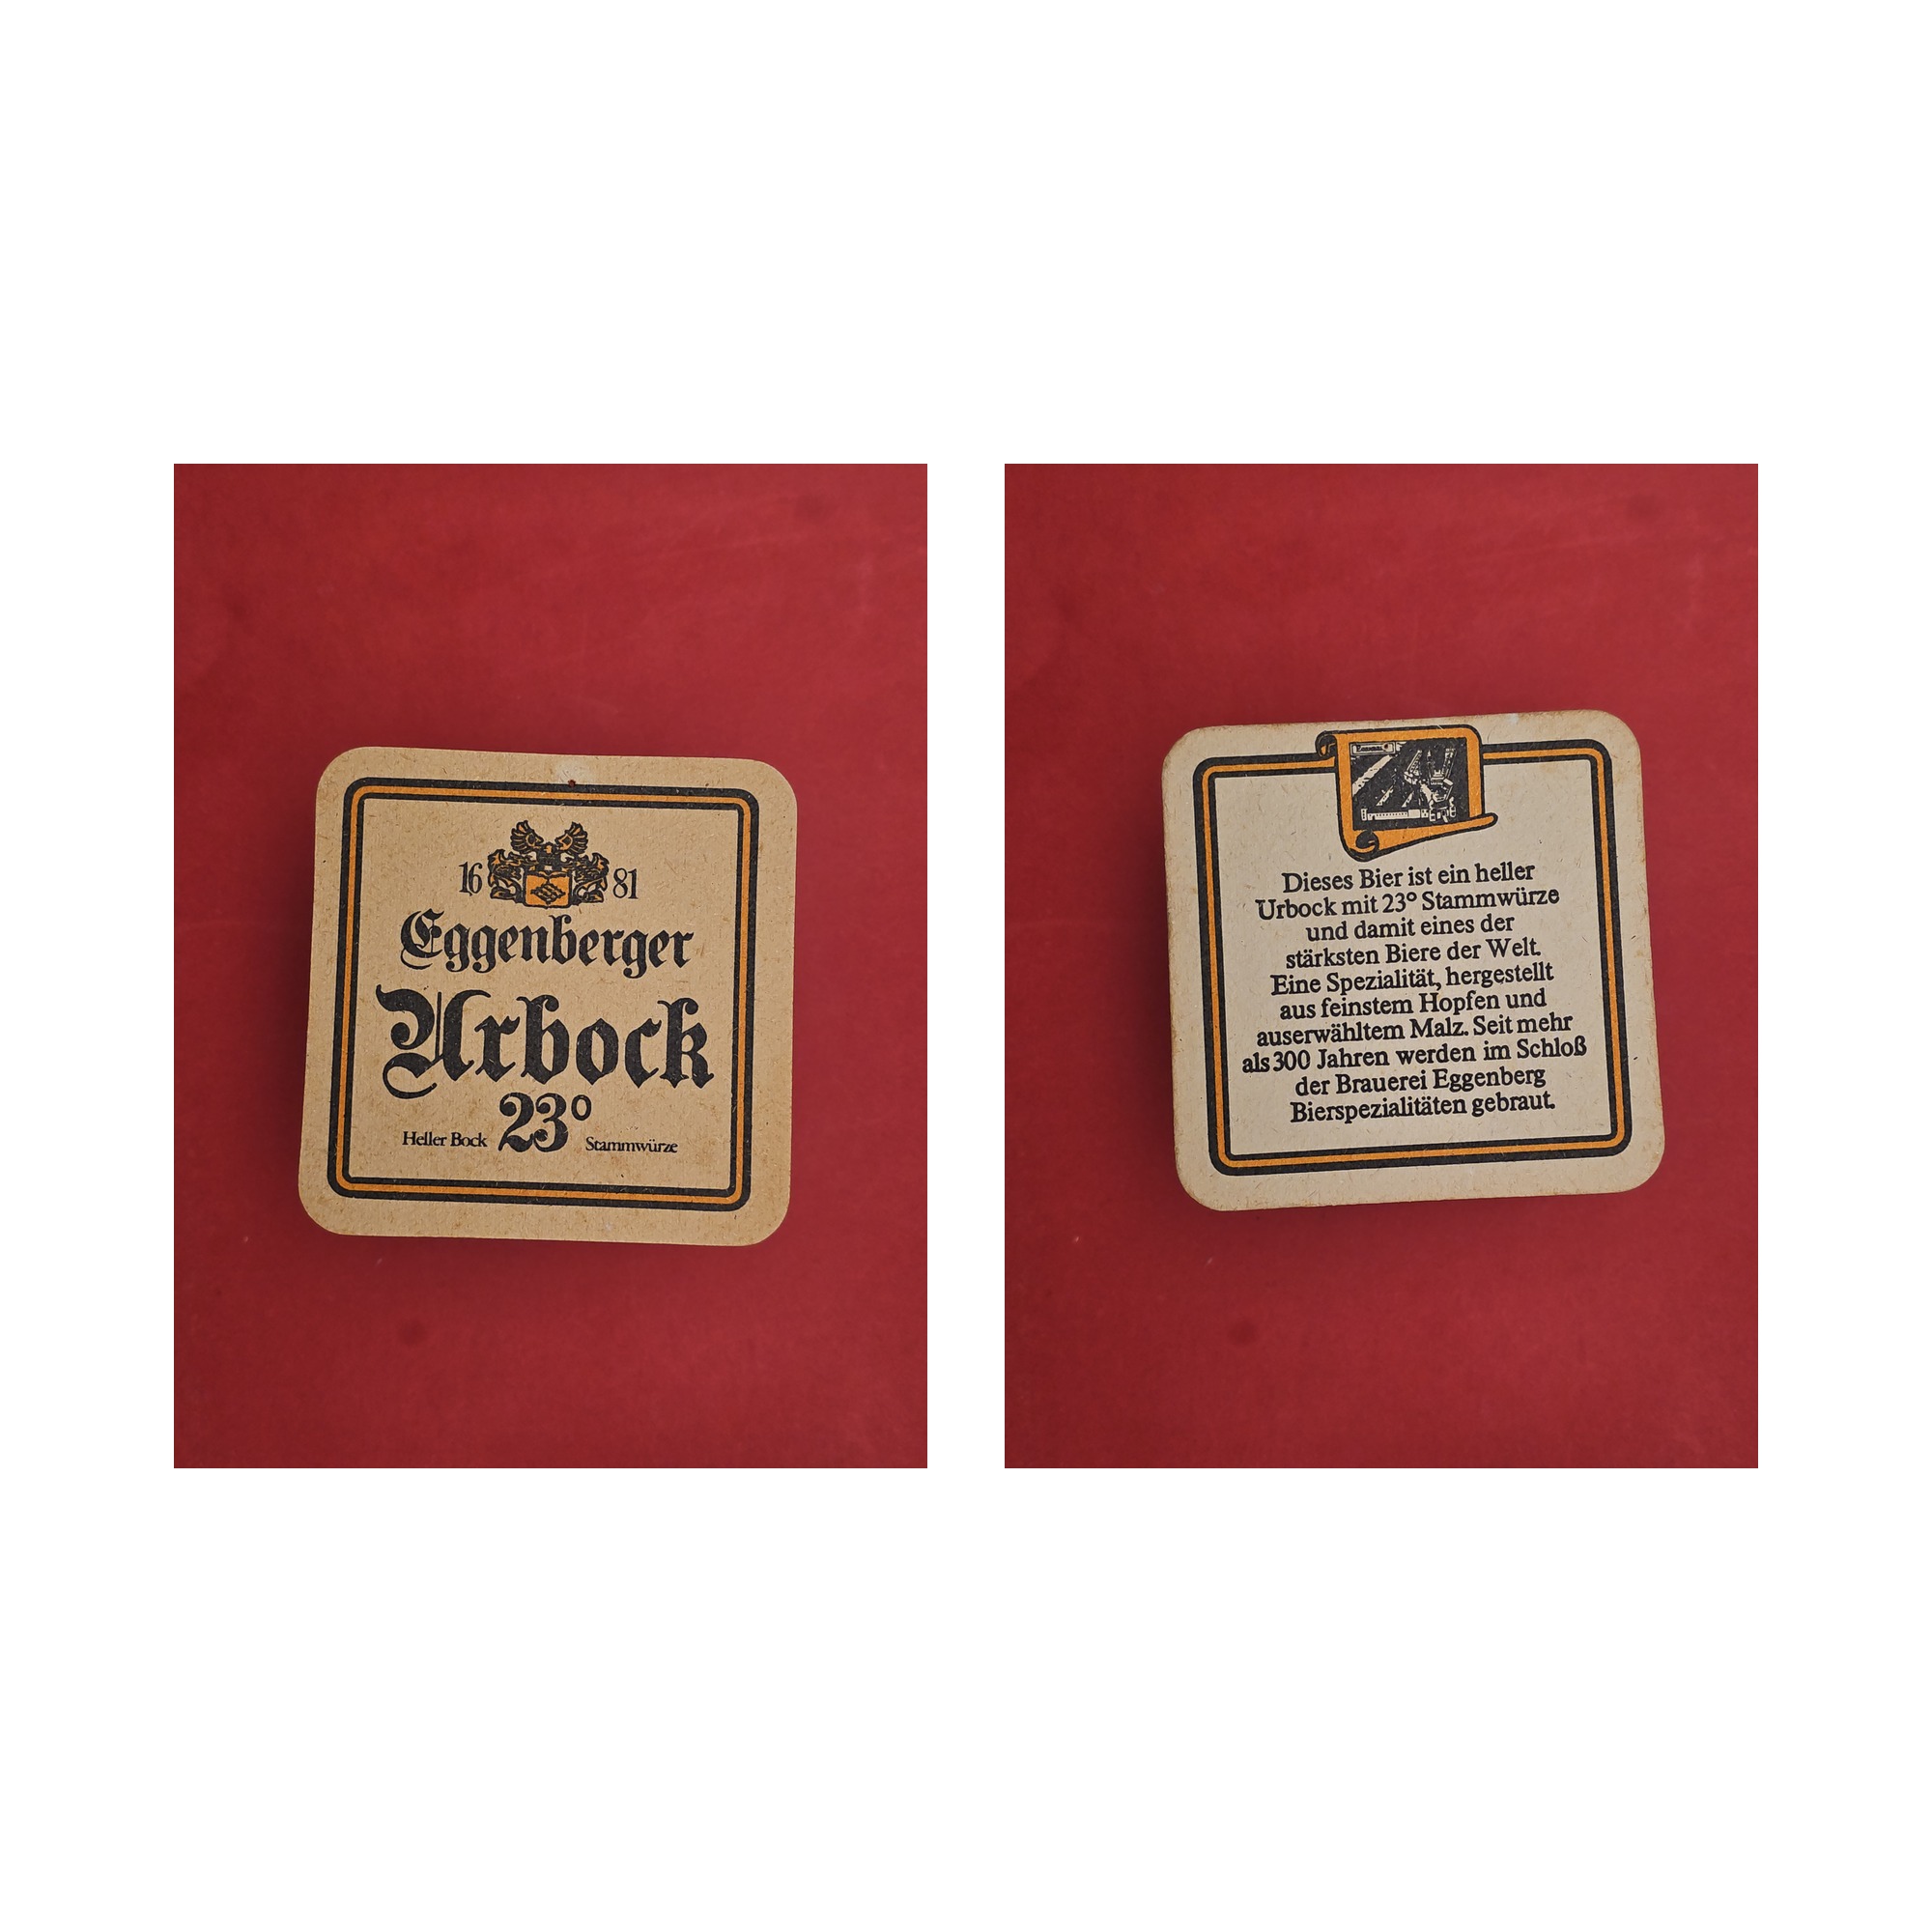 16 81
Eggenberger
Urbock
23°
Heller Bock Stammwürze
Dieses Bier ist ein heller
Urbock mit 23° Stammwürze
und damit eines der
stärksten Biere der Welt.
Eine Spezialität, hergestellt
aus feinstem Hopfen und
auserwähltem Malz. Seit mehr
als 300 Jahren werden im Schloß
der Brauerei Eggenberg
Bierspezialitäten gebraut.